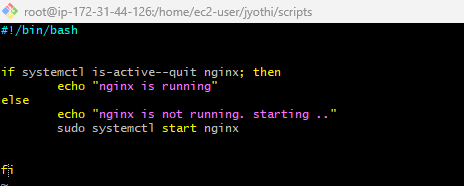 root@ip-172-31-44-126:/home/ec2-user/jyothi/scripts
#!/bin/bash
if systemctl is-active--quit nginx; then
echo "nginx is running"
else
echo "nginx is not running. starting .."
sudo systemctl start nginx
fi
~